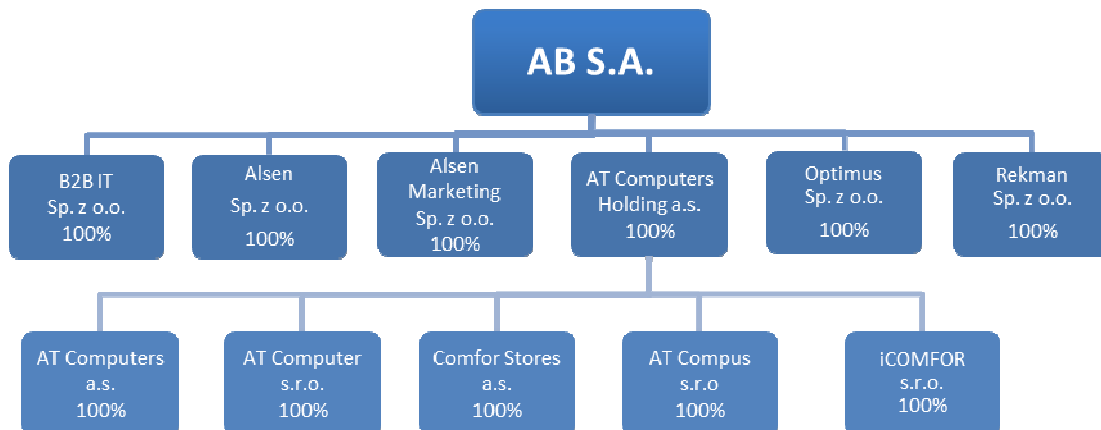 AB S.A.
B2B IT
Sp. z o.o.
100%
Alsen
Sp. z o.o.
100%
Alsen
Marketing
Sp. z o.o.
100%
AT Computers
Holding a.s.
100%
Optimus
Sp. z o.o.
100%
Rekman
Sp. z o.o.
100%
AT Computers
a.s.
100%
AT Computer
s.r.o.
100%
Comfor Stores
a.s.
100%
AT Compus
s.r.o
100%
iCOMFOR
s.r.o.
100%